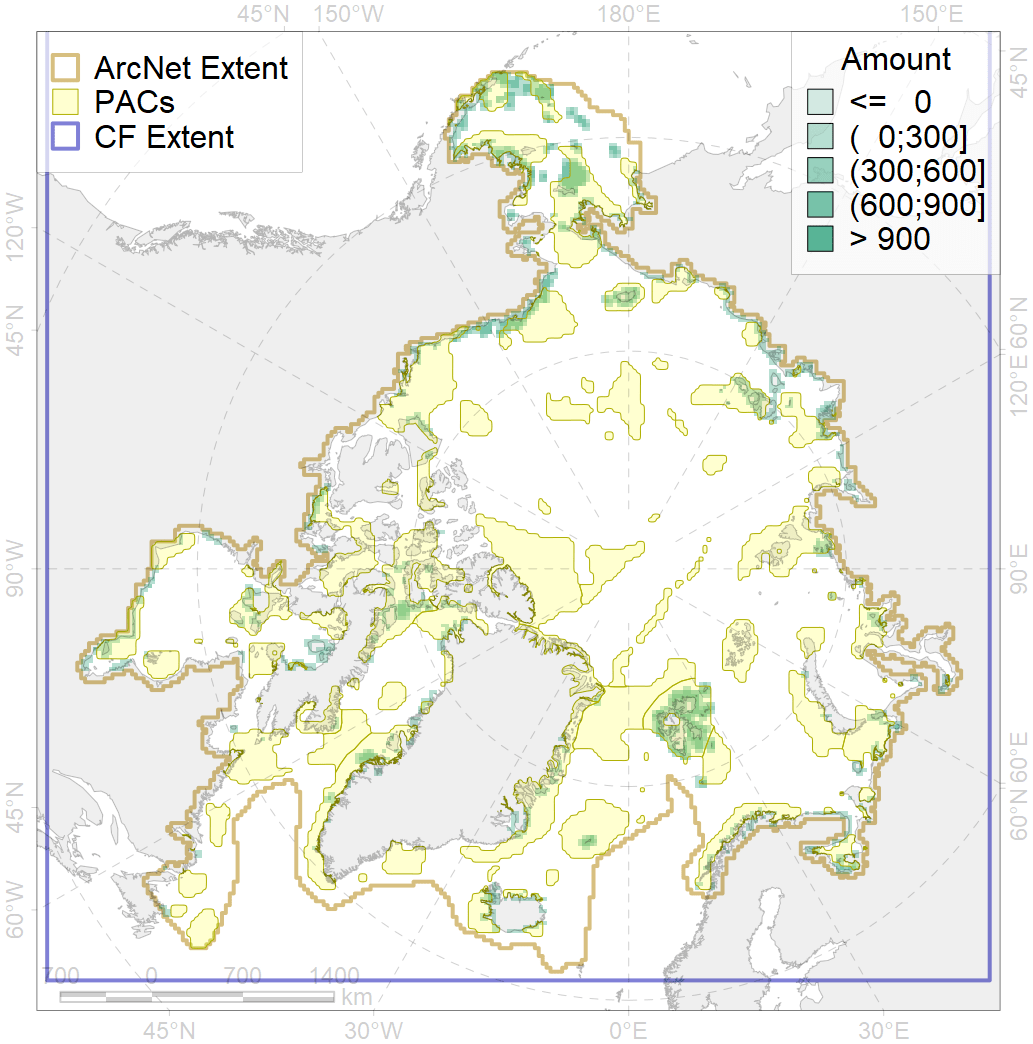 45°N 150°W 180°E 150°E
ArcNet Extent
PACs
CF Extent
Amount
<= 0
( 0;300]
(300;600]
(600;900]
> 900
45°N
120°W
45°N
90°W
45°N
60°W
60°N
120°E
90°E
60°E
60°N
700 0 700 1400
km
45°W 30°W 0°E 30°E